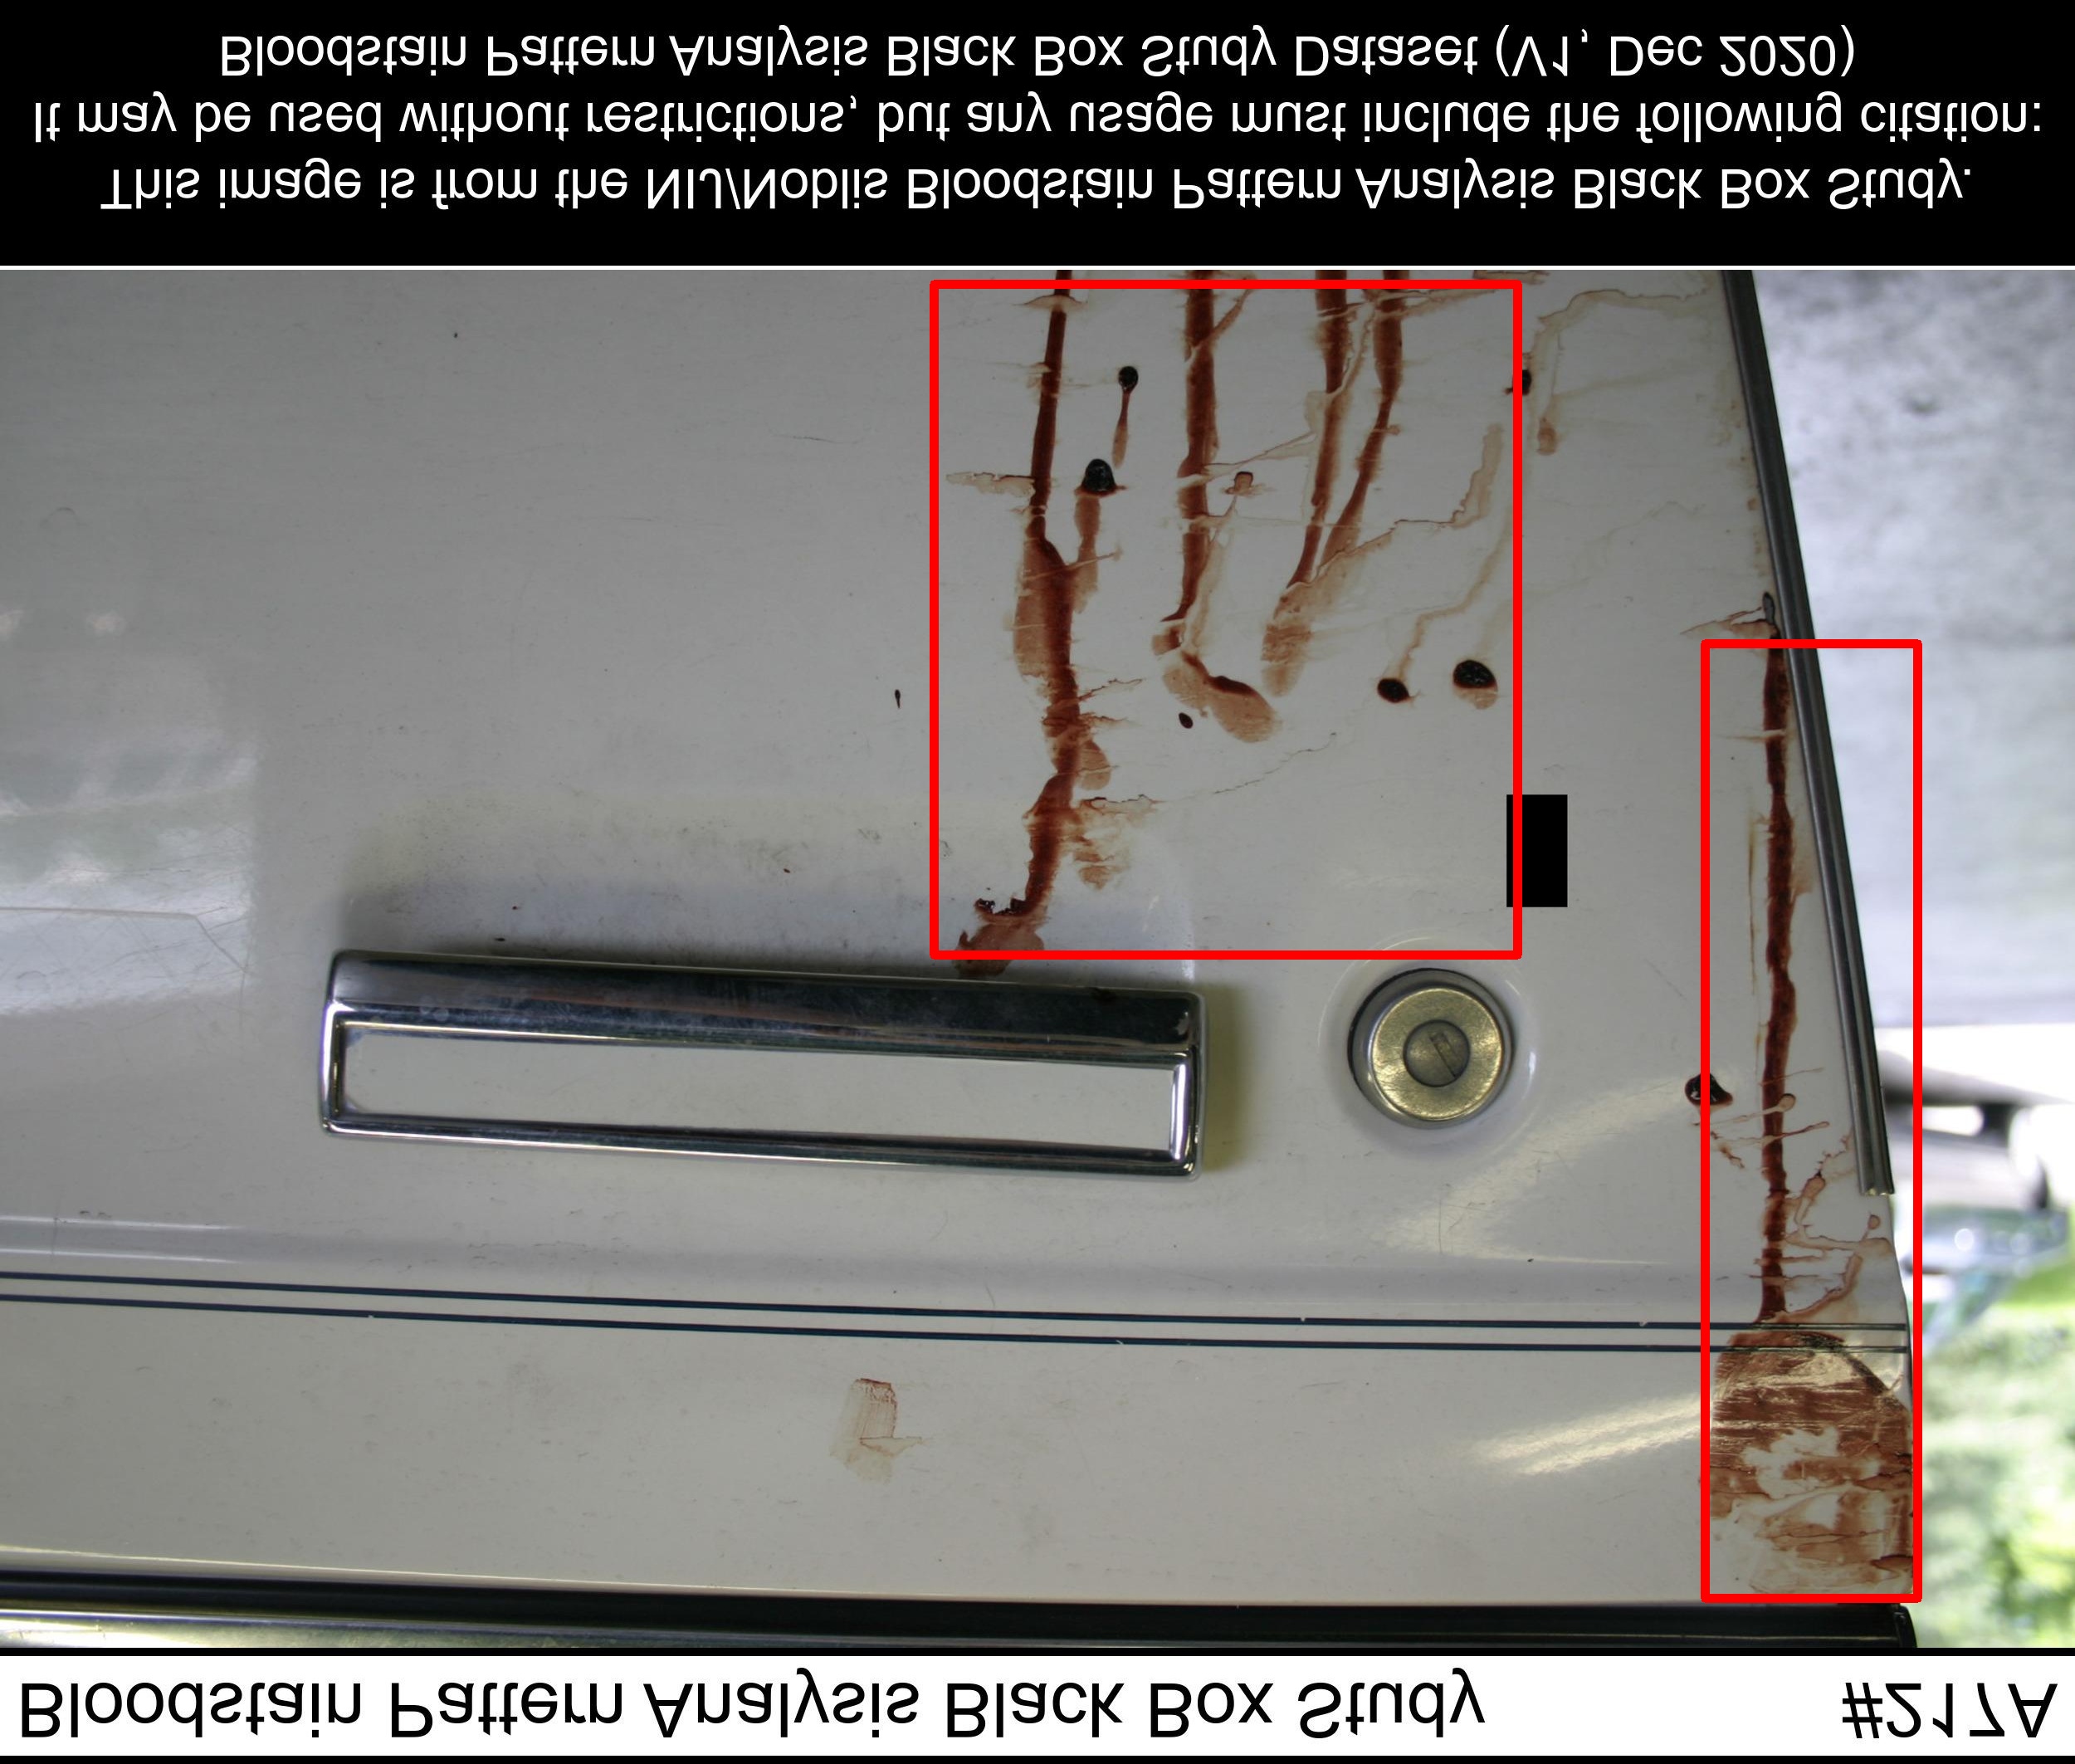 Bloodstain Pattern Analysis Black Box Study #217A
This image is from the NIJ/Noblis Bloodstain Pattern Analysis Black Box Study.
It may be used without restrictions, but any usage must include the following citation:
Bloodstain Pattern Analysis Black Box Study Dataset (V1, Dec 2020)